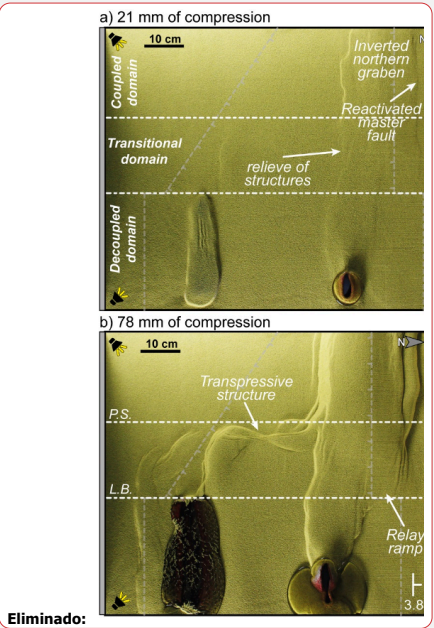 a) 21 mm of compression
10 cm
Inverted
northern
graben
N
Coupled
domain
Reactivated
master
fault
Transitional
domain
relieve of
structures
Decoupled
domain
b) 78 mm of compression
10 cm
N
Transpressive
structure
P.S.
L.B.
Relay
ramp
3.8
Eliminado: